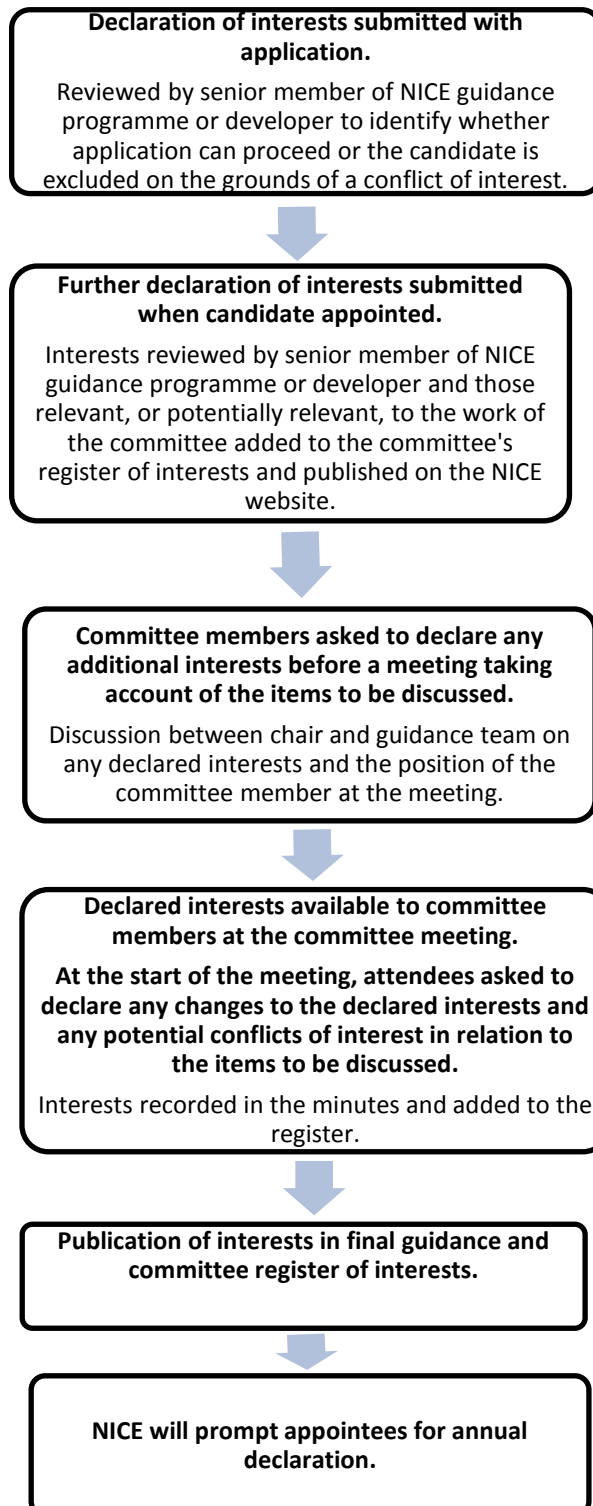 Declaration of interests submitted with
application.
Reviewed by senior member of NICE guidance
programme or developer to identify whether
application can proceed or the candidate is
excluded on the grounds of a conflict of interest.
Further declaration of interests submitted
when candidate appointed.
Interests reviewed by senior member of NICE
guidance programme or developer and those
relevant, or potentially relevant, to the work of
the committee added to the committee's
register of interests and published on the NICE
website.
Committee members asked to declare any
additional interests before a meeting taking
account of the items to be discussed.
Discussion between chair and guidance team on
any declared interests and the position of the
committee member at the meeting.
Declared interests available to committee
members at the committee meeting.
At the start of the meeting, attendees asked to
declare any changes to the declared interests and
any potential conflicts of interest in relation to
the items to be discussed.
Interests recorded in the minutes and added to the
register.
Publication of interests in final guidance and
committee register of interests.
NICE will prompt appointees for annual
declaration.